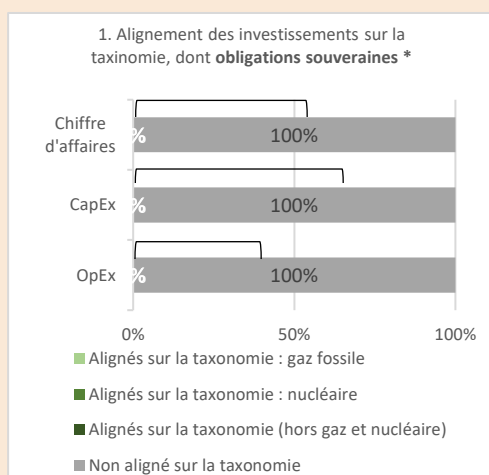 1. Alignement des investissements sur la
taxinomie, dont obligations souveraines *
Chiffre
d'affaires
%
100%
CapEx
%
100%
OpEx
%
100%
0%
50%
100%
Alignés sur la taxonomie : gaz fossile
Alignés sur la taxonomie : nucléaire
Alignés sur la taxonomie (hors gaz et nucléaire)
Non aligné sur la taxonomie